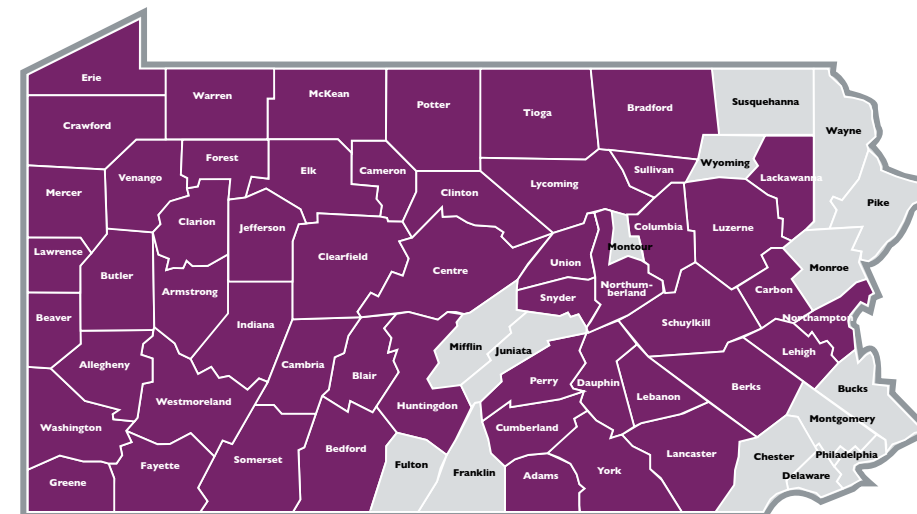 Erie
Warren
McKean
Potter
Tioga
Bradford
Susquehanna
Wayne
Crawford
Forest
Elk
Cameron
Clinton
Lycoming
Sullivan
Wyoming
Lackawanna
Pike
Venango
Mercer
Clarion
Jefferson
Clearfield
Centre
Union
Montour
Columbia
Luzerne
Monroe
Lawrence
Butler
Armstrong
Snyder
Northum-
berland
Carbon
Northampton
Beaver
Indiana
Schuylkill
Mifflin
Juniata
Lehigh
Allegheny
Cambria
Blair
Perry
Dauphin
Lebanon
Berks
Bucks
Westmoreland
Huntingdon
Montgomery
Washington
Cumberland
Lancaster
Chester
Philadelphia
Delaware
Greene
Fayette
Somerset
Bedford
Fulton
Franklin
Adams
York